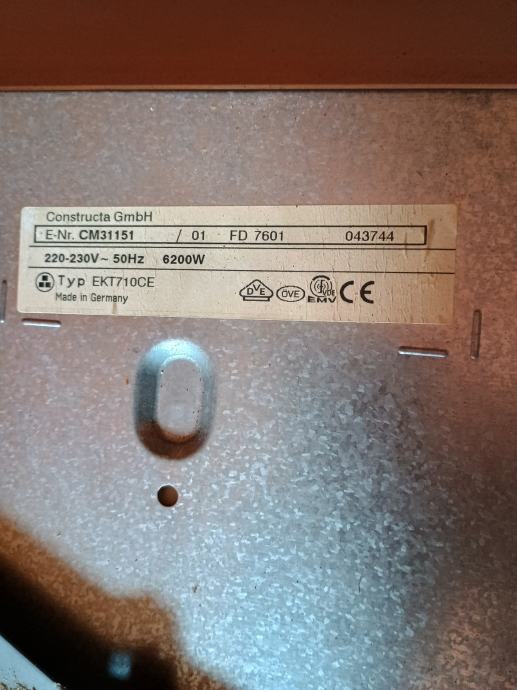 Constructa GmbH
E-Nr. CM31151 / 01 FD 7601 043744
220-230V ~ 50Hz 6200W
Typ EKT710CE
Made in Germany
DVE ÖVE VDE EMV CE